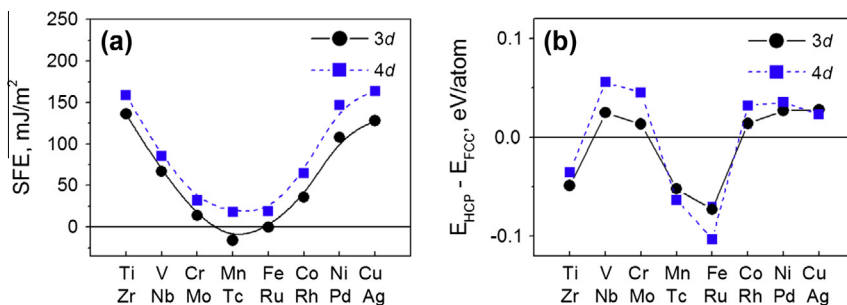 (a)
3d
4d
SFE, mJ/m²
250
200
150
100
50
0
Ti V Cr Mn Fe Co Ni Cu
Zr Nb Mo Tc Ru Rh Pd Ag
(b)
3d
4d
E_HCP - E_FCC, eV/atom
0.1
0.0
-0.1
Ti V Cr Mn Fe Co Ni Cu
Zr Nb Mo Tc Ru Rh Pd Ag